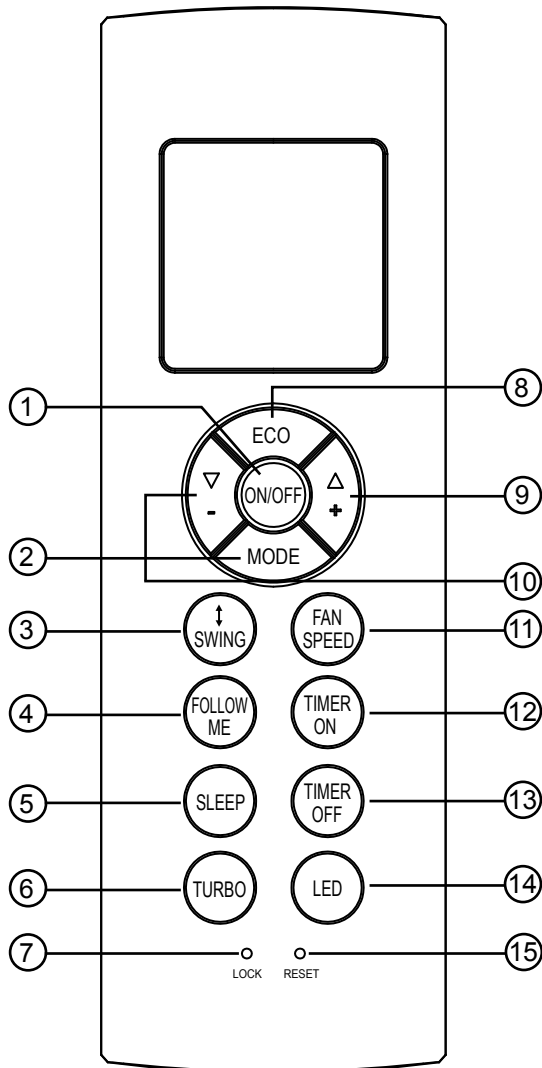 8
1
ECO
▽
△
ON/OFF
9
-
+
2
MODE
10
↕
FAN
3
SWING
SPEED
11
FOLLOW
TIMER
4
ME
ON
12
5
SLEEP
TIMER
OFF
13
6
TURBO
LED
14
7
15
LOCK
RESET